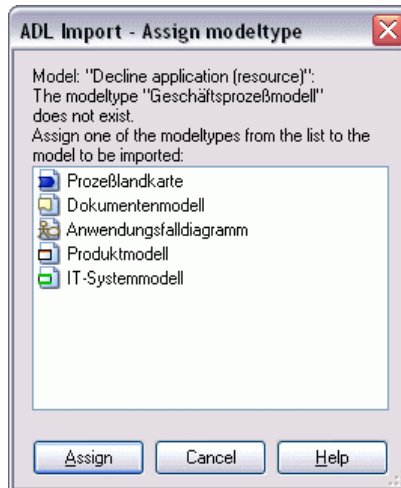 ADL Import - Assign modeltype
Model: "Decline application (resource)":
The modeltype "Geschäftsprozeßmodell"
does not exist.
Assign one of the modeltypes from the list to the
model to be imported:
Prozeßlandkarte
Dokumentenmodell
Anwendungsfalldiagramm
Produktmodell
IT-Systemmodell
Assign
Cancel
Help